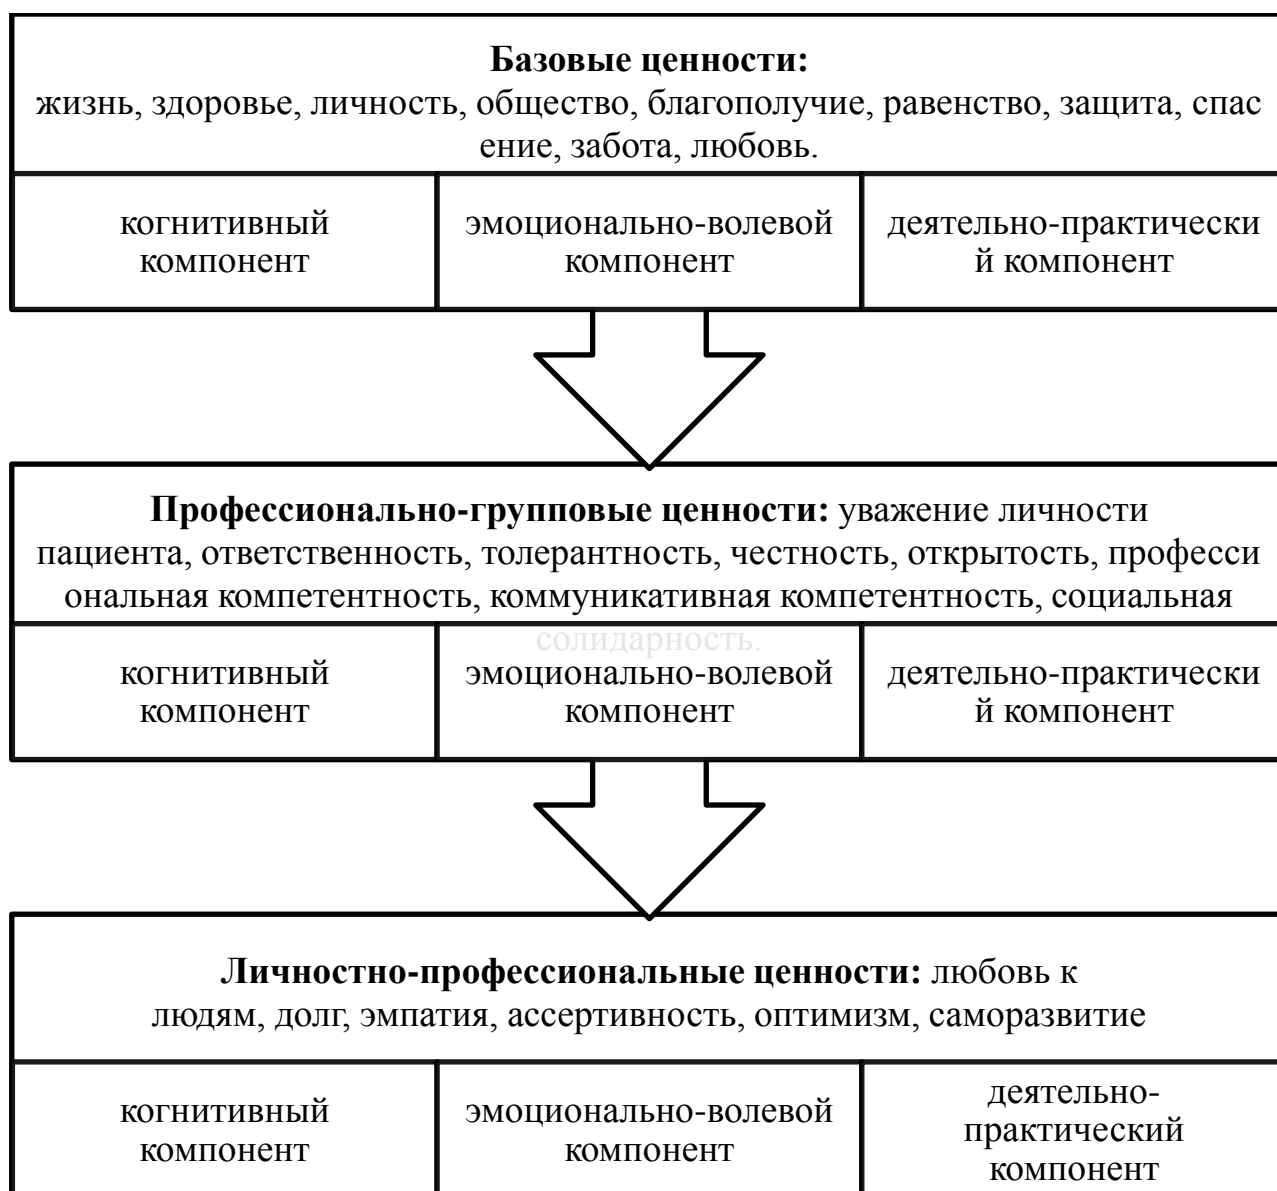 Базовые ценности:
жизнь, здоровье, личность, общество, благополучие, равенство, защита, спас
ение, забота, любовь.
когнитивный
компонент
эмоционально-волевой
компонент
деятельно-практически
й компонент
Профессионально-групповые ценности: уважение личности
пациента, ответственность, толерантность, честность, открытость, професси
ональная компетентность, коммуникативная компетентность, социальная
солидарность.
когнитивный
компонент
эмоционально-волевой
компонент
деятельно-практически
й компонент
Личностно-профессиональные ценности: любовь к
людям, долг, эмпатия, ассертивность, оптимизм, саморазвитие
когнитивный
компонент
эмоционально-волевой
компонент
деятельно-
практический
компонент